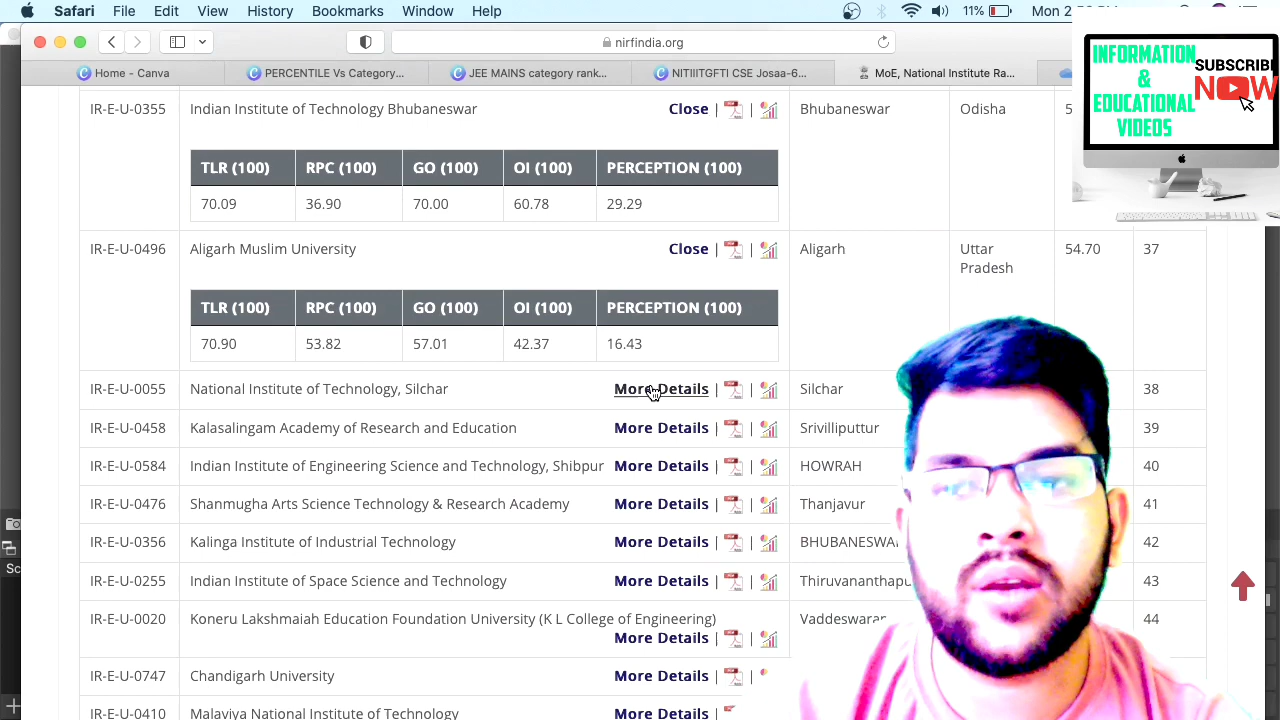 Safari File Edit View History Bookmarks Window Help 11% Mon 2
nirfindia.org
Home - Canva
PERCENTILE Vs Category...
JEE MAINS category rank...
NITIIITGFTI CSE Josaa-6...
MoE, National Institute Ra...
INFORMATION
&
EDUCATIONAL
VIDEOS
SUBSCRIBE
NOW
IR-E-U-0355 Indian Institute of Technology Close | | Bhubaneswar Odisha 5
TLR (100) RPC (100) GO (100) OI (100) PERCEPTION (100)
70.09 36.90 70.00 60.78 29.29
IR-E-U-0496 Aligarh Muslim University Close | | Aligarh Uttar Pradesh 54.70 37
TLR (100) RPC (100) GO (100) OI (100) PERCEPTION (100)
70.90 53.82 57.01 42.37 16.43
IR-E-U-0055 National Institute of Technology, Silchar More Details | | Silchar 38
IR-E-U-0458 Kalasalingam Academy of Research and Education More Details | | Srivilliputtur 39
IR-E-U-0584 Indian Institute of Engineering Science and Technology, Shibpur More Details | | HOWRAH 40
IR-E-U-0476 Shanmugha Arts Science Technology & Research Academy More Details | | Thanjavur 41
IR-E-U-0356 Kalinga Institute of Industrial Technology More Details | | BHUBANESWA 42
IR-E-U-0255 Indian Institute of Space Science and Technology More Details | | Thiruvananthapu 43
IR-E-U-0020 Koneru Lakshmaiah Education Foundation University (K L College of Engineering) Vaddeswara 44
More Details | |
IR-E-U-0747 Chandigarh University More Details | |
IR-E-U-0410 Malaviya National Institute of Technology More Details |
Sc